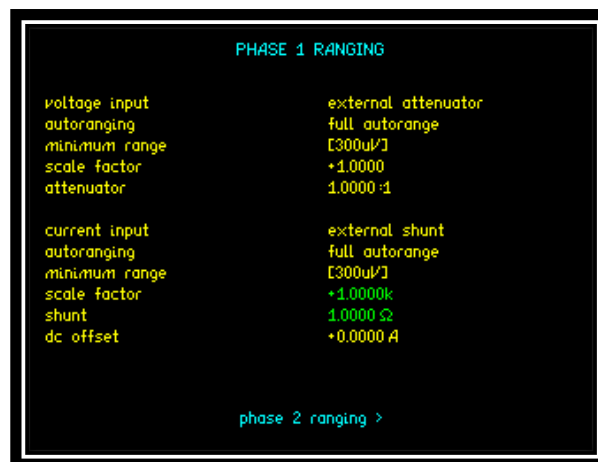 PHASE 1 RANGING
voltage input external attenuator
autoranging full autorange
minimum range [300uV]
scale factor +1.0000
attenuator 1.0000:1
current input external shunt
autoranging full autorange
minimum range [300uV]
scale factor +1.0000k
shunt 1.0000 Ω
dc offset +0.0000 A
phase 2 ranging >